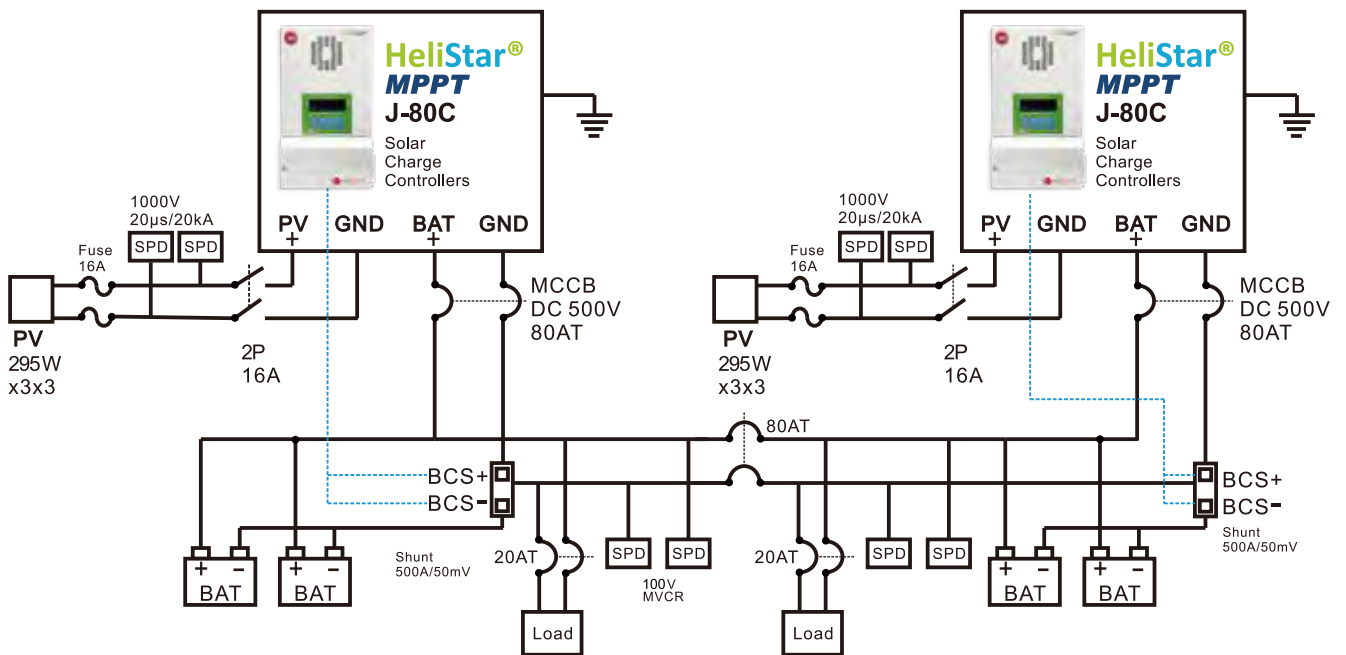 HeliStar®
MPPT
J-80C
Solar
Charge
Controllers
PV
+
GND
BAT
+
GND
1000V
20μs/20kA
SPD
SPD
Fuse
16A
PV
295W
x3x3
2P
16A
MCCB
DC 500V
80AT
HeliStar®
MPPT
J-80C
Solar
Charge
Controllers
PV
+
GND
BAT
+
GND
1000V
20μs/20kA
SPD
SPD
Fuse
16A
PV
295W
x3x3
2P
16A
MCCB
DC 500V
80AT
80AT
BCS+
BCS-
Shunt
500A/50mV
+ -
BAT
+ -
BAT
20AT
SPD
SPD
100V
MVCR
Load
20AT
SPD
SPD
Load
BCS+
BCS-
Shunt
500A/50mV
+ -
BAT
+ -
BAT